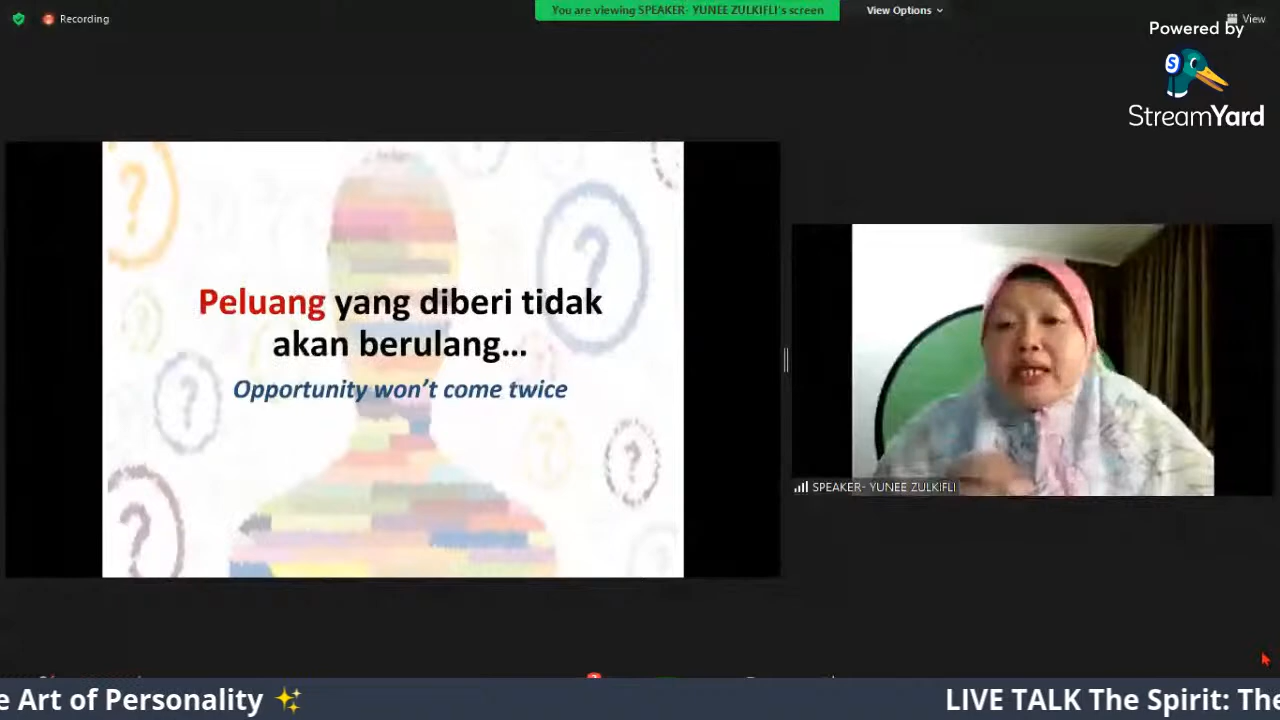 Recording
You are viewing SPEAKER- YUNEE ZULKIFLI's screen
View Options
View
Powered by
S
StreamYard
Peluang yang diberi tidak
akan berulang...
Opportunity won't come twice
SPEAKER- YUNEE ZULKIFLI
e Art of Personality ✨ LIVE TALK The Spirit: The